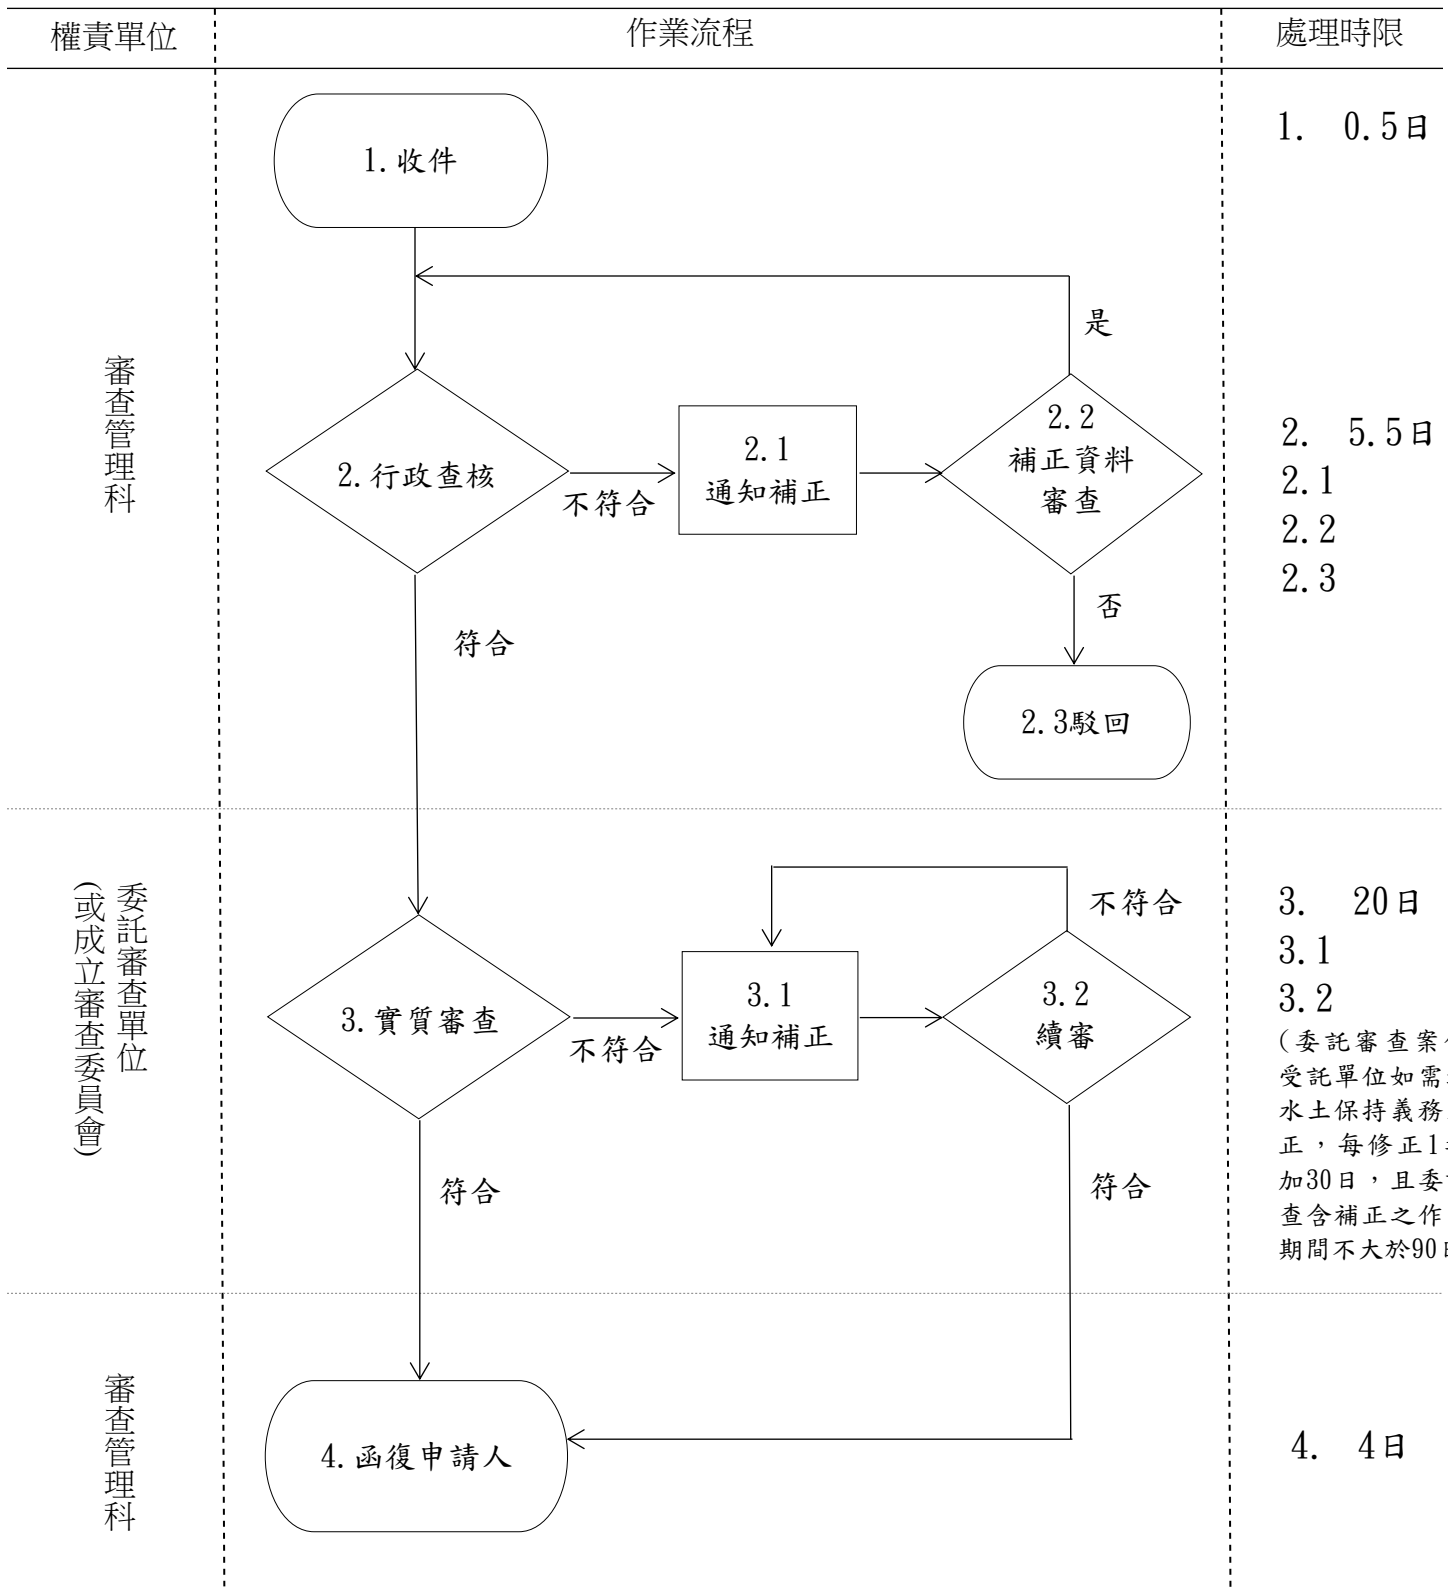 權責單位
作業流程
處理時限
1.收件
1. 0.5日
是
審查管理科
2.行政查核
不符合
2.1
通知補正
2.2
補正資料
審查
2. 5.5日
2.1
2.2
2.3
否
符合
2.3駁回
委託審查單位
(或成立審查委員會)
3.實質審查
不符合
3.1
通知補正
不符合
3.2
續審
3. 20日
3.1
3.2
(委託審查案
受託單位如需
水土保持義務
正，每修正1
加30日，且委
查含補正之作
期間不大於90
符合
符合
審查管理科
4.函復申請人
4. 4日